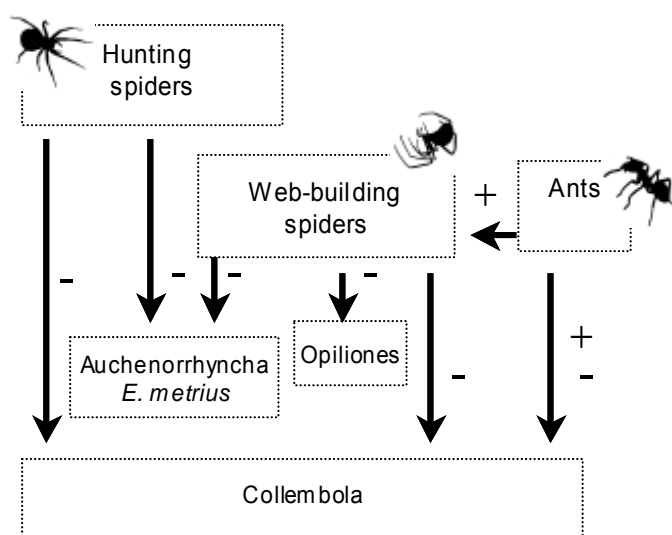 Hunting
spiders
Web-building
spiders
+
Ants
-
-
-
-
Auchenorrhyncha
E. metrius
Opiliones
-
+
-
Collembola